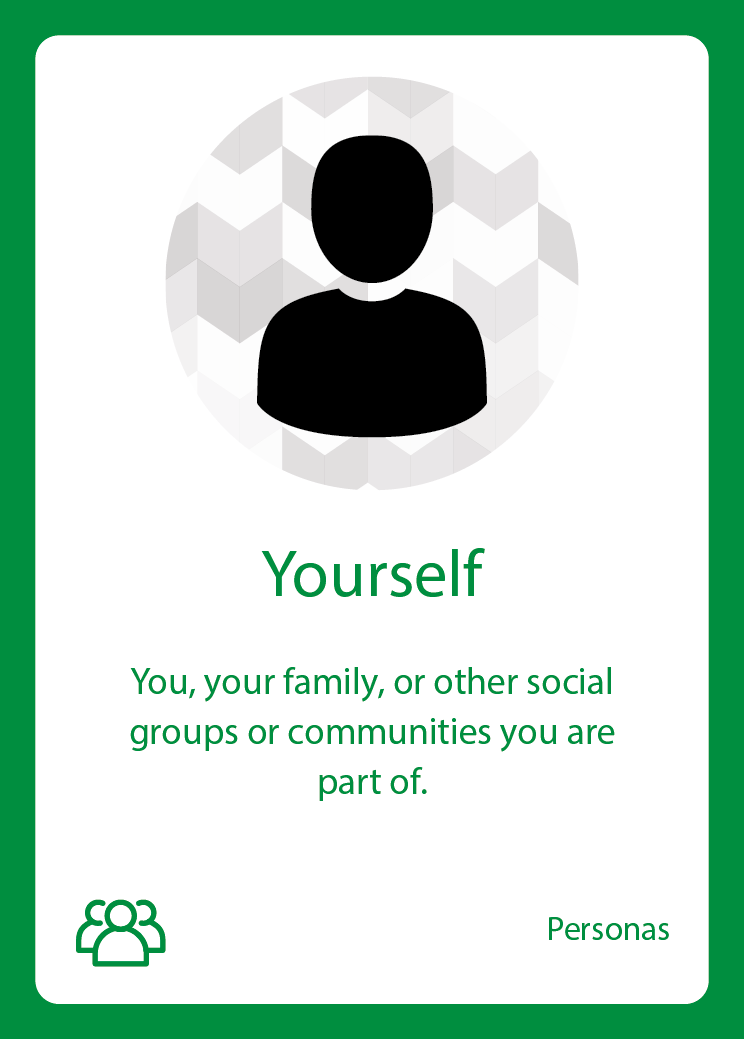 Yourself
You, your family, or other social
groups or communities you are
part of.
Personas